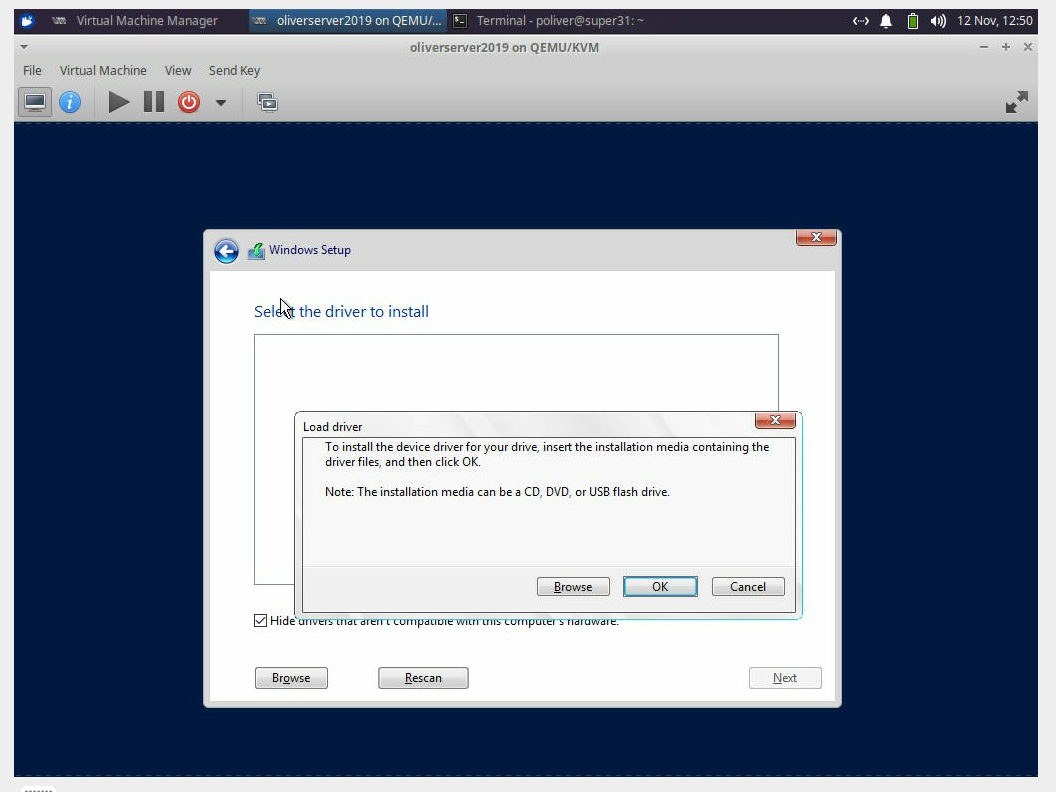 Virtual Machine Manager
oliverserver2019 on QEMU/...
Terminal - poliver@super31: ~
12 Nov, 12:50
oliverserver2019 on QEMU/KVM
File Virtual Machine View Send Key
Windows Setup
Select the driver to install
Load driver
To install the device driver for your drive, insert the installation media containing the
driver files, and then click OK.
Note: The installation media can be a CD, DVD, or USB flash drive.
Browse OK Cancel
Hide drivers that aren't compatible with this computer's hardware.
Browse Rescan Next